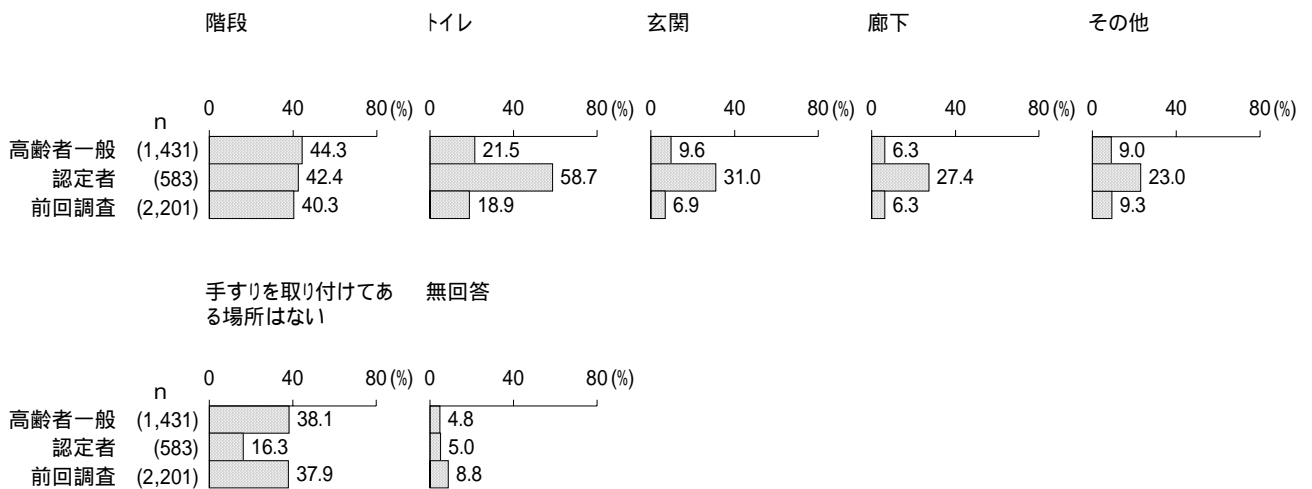 階段 トイレ 玄関 廊下 その他
0 40 80(%) 0 40 80(%) 0 40 80(%) 0 40 80(%) 0 40 80(%)
n
高齢者一般 (1,431) 44.3 21.5 9.6 6.3 9.0
認定者 (583) 42.4 58.7 31.0 27.4 23.0
前回調査 (2,201) 40.3 18.9 6.9 6.3 9.3
手すりを取り付けてあ 無回答
る場所はない
0 40 80(%) 0 40 80(%)
n
高齢者一般 (1,431) 38.1 4.8
認定者 (583) 16.3 5.0
前回調査 (2,201) 37.9 8.8